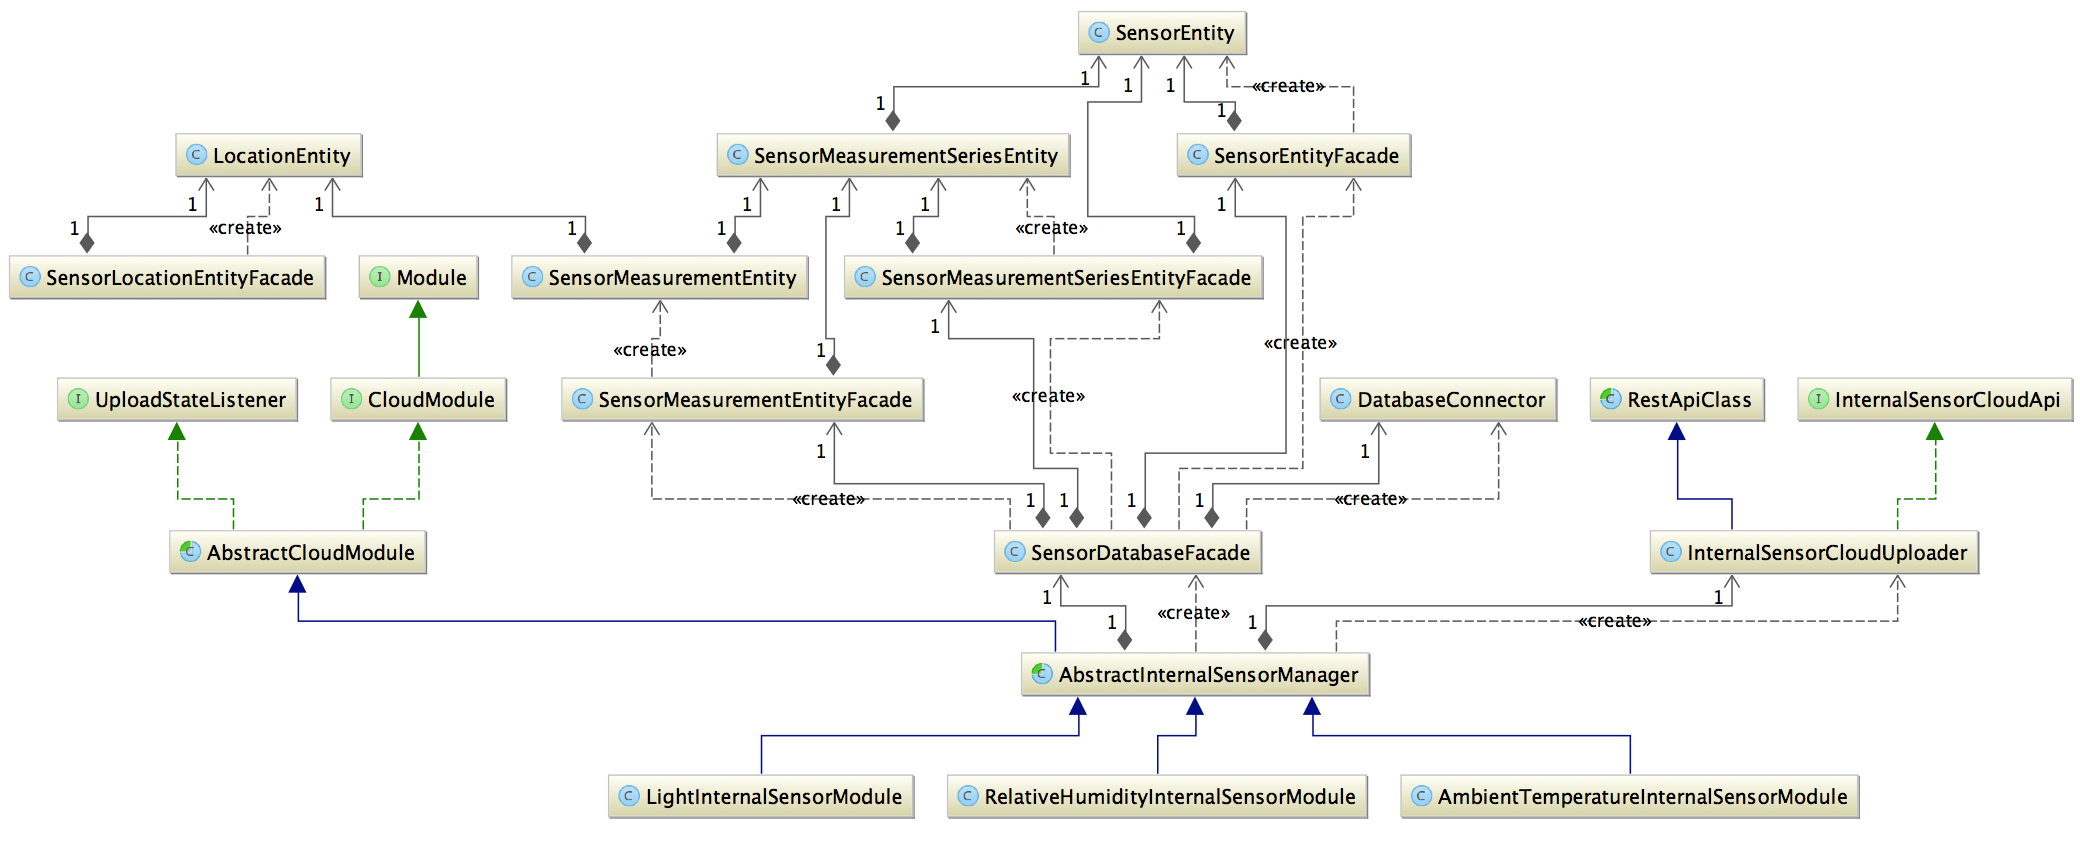 C SensorEntity
1 1 1 «create»
1 1
C LocationEntity
C SensorMeasurementSeriesEntity
C SensorEntityFacade
1 1 1 1 1 1
1 «create» 1 1 1 «create» 1
C SensorLocationEntityFacade
I Module
C SensorMeasurementEntity
C SensorMeasurementSeriesEntityFacade
1
«create» 1 «create»
I UploadStateListener
I CloudModule
C SensorMeasurementEntityFacade
«create»
C DatabaseConnector
C RestApiClass
I InternalSensorCloudApi
1 1
«create» 1 1 1 1 «create»
C AbstractCloudModule
C SensorDatabaseFacade
C InternalSensorCloudUploader
1 1
1 «create» 1 «create»
C AbstractInternalSensorManager
C LightInternalSensorModule
C RelativeHumidityInternalSensorModule
C AmbientTemperatureInternalSensorModule